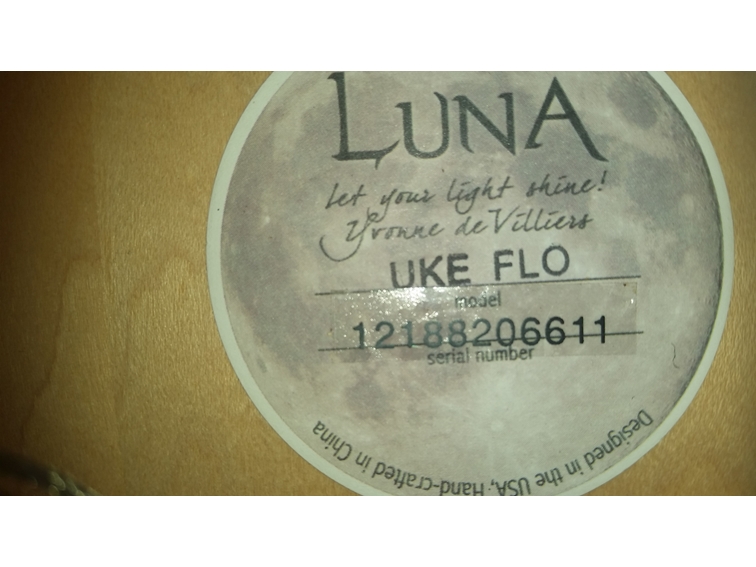 LUNA
Let your light shine!
Yvonne de Villiers
UKE FLO
model
12188206611
serial number
Designed in the USA, Hand-crafted in China